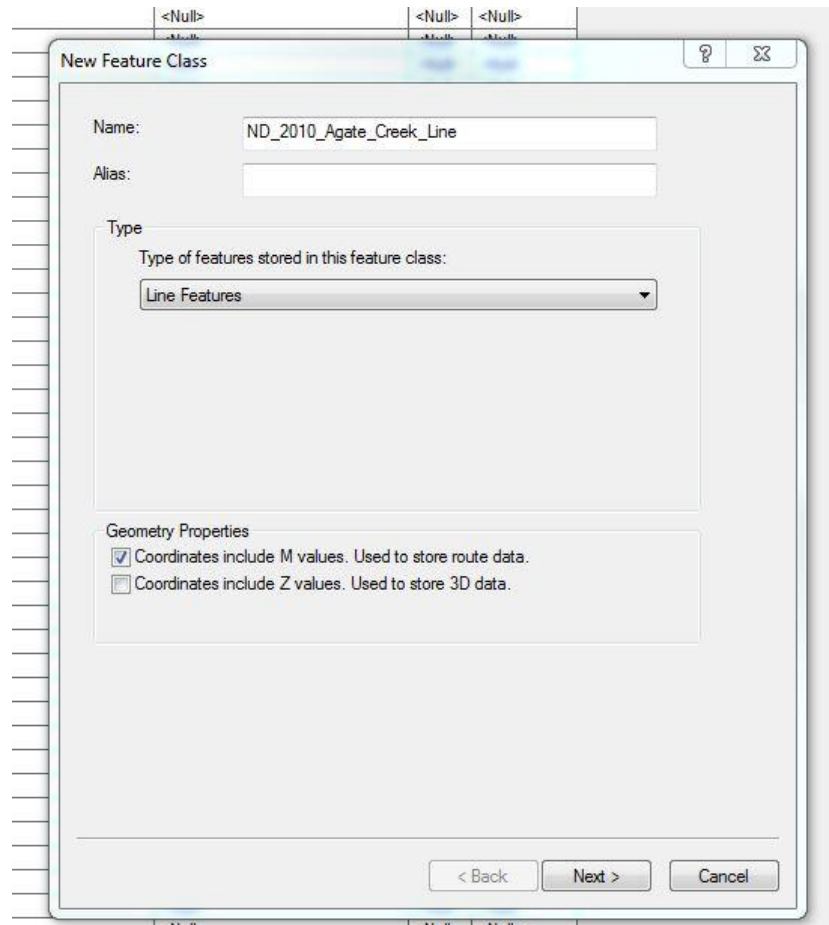 <Null> <Null> <Null>
New Feature Class
Name: ND_2010_Agate_Creek_Line
Alias:
Type
Type of features stored in this feature class:
Line Features
Geometry Properties
Coordinates include M values. Used to store route data.
Coordinates include Z values. Used to store 3D data.
< Back Next > Cancel